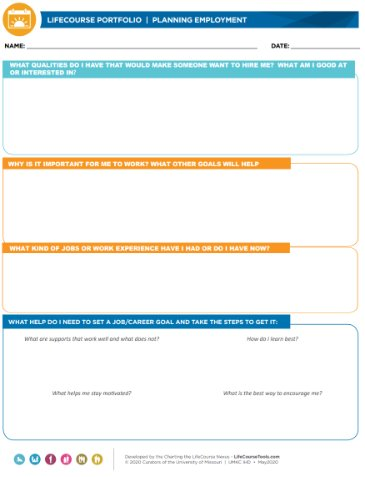 LIFECOURSE PORTFOLIO | PLANNING EMPLOYMENT
NAME: DATE:
WHAT QUALITIES DO I HAVE THAT WOULD MAKE SOMEONE WANT TO HIRE ME? WHAT AM I GOOD AT
OR INTERESTED IN?
WHY IS IT IMPORTANT FOR ME TO WORK? WHAT OTHER GOALS WILL HELP
WHAT KIND OF JOBS OR WORK EXPERIENCE HAVE I HAD OR DO I HAVE NOW?
WHAT HELP DO I NEED TO SET A JOB/CAREER GOAL AND TAKE THE STEPS TO GET IT:
What are supports that work well and what does not? How do I learn best?
What helps me stay motivated? What is the best way to encourage me?
Developed by the Charting the LifeCourse Nexus - LifeCourseTools.com
© 2020 Curators of the University of Missouri | UMKC IHD • May2020